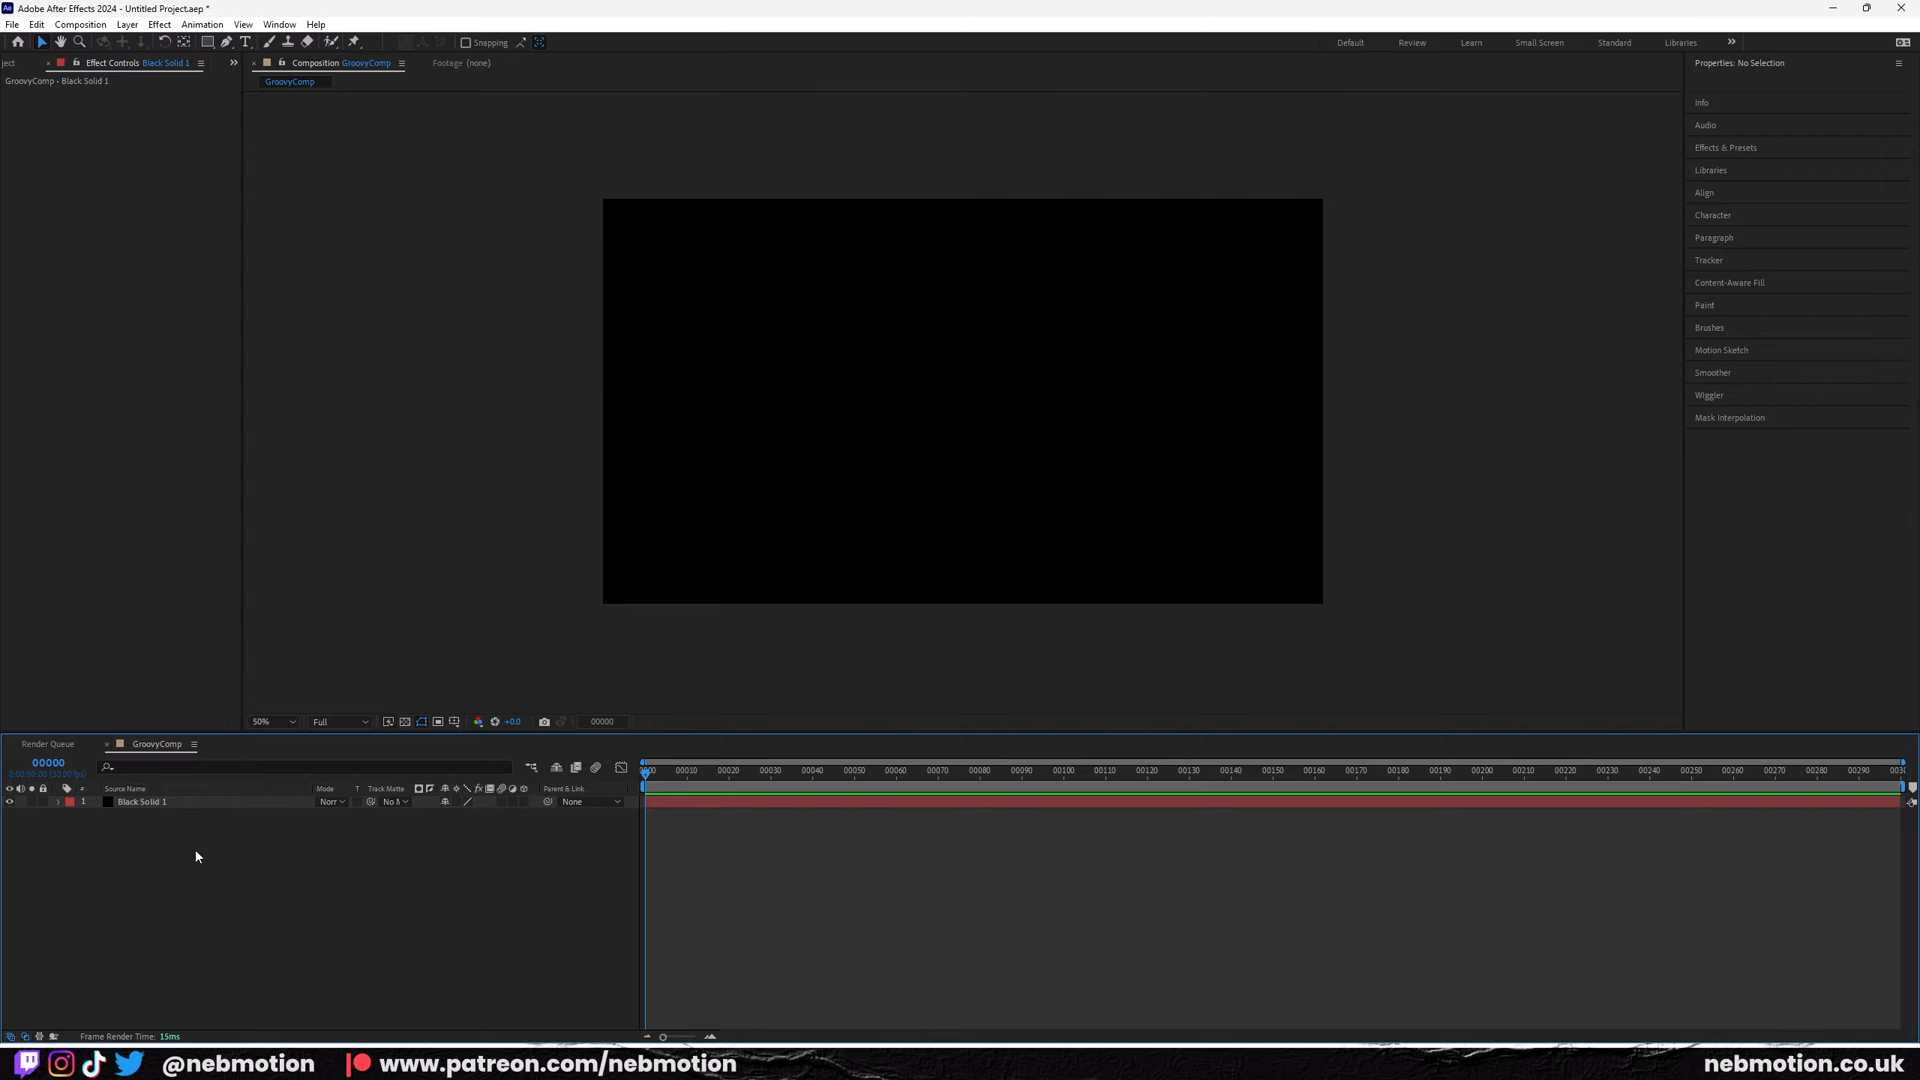 Adobe After Effects 2024 - Untitled Project.aep *
File Edit Composition Layer Effect Animation View Window Help
Snapping
Default Review Learn Small Screen Standard Libraries
ject Effect Controls Black Solid 1
Composition GroovyComp
Footage (none)
Properties: No Selection
GroovyComp - Black Solid 1
GroovyComp
Info
Audio
Effects & Presets
Libraries
Align
Character
Paragraph
Tracker
Content-Aware Fill
Paint
Brushes
Motion Sketch
Smoother
Wiggler
Mask Interpolation
50% Full +0.0 00000
Render Queue GroovyComp
00000
0:00:00:00 (30.00 fps)
0000 00010 00020 00030 00040 00050 00060 00070 00080 00090 00100 00110 00120 00130 00140 00150 00160 00170 00180 00190 00200 00210 00220 00230 00240 00250 00260 00270 00280 00290 0030
# Source Name Mode T Track Matte fx Parent & Link
1 Black Solid 1 Norr No M None
Frame Render Time: 15ms
@nebmotion www.patreon.com/nebmotion nebmotion.co.uk